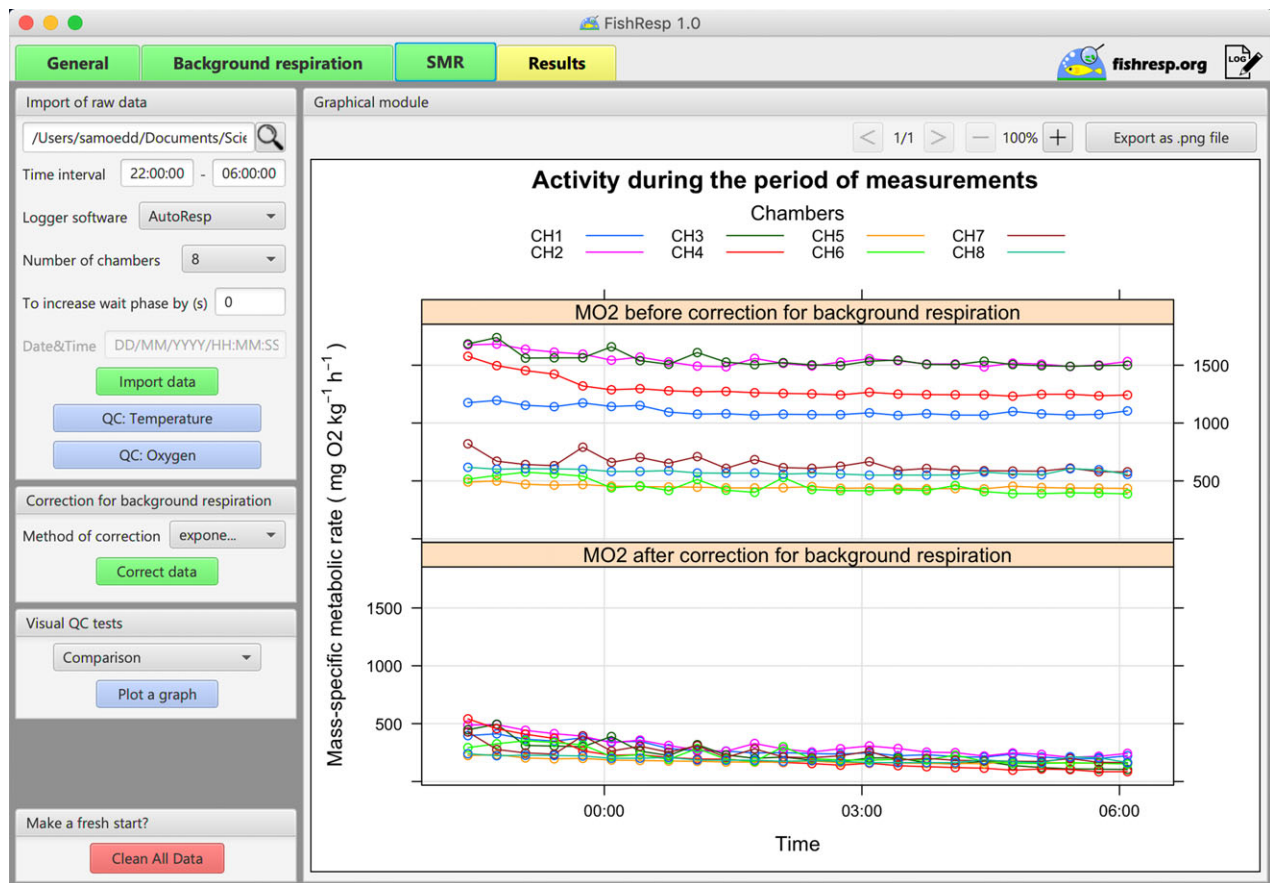 FishResp 1.0
General Background respiration SMR Results
fishresp.org LOG
Import of raw data
/Users/samoedd/Documents/Scie
Time interval 22:00:00 - 06:00:00
Logger software AutoResp
Number of chambers 8
To increase wait phase by (s) 0
Date&Time DD/MM/YYYY/HH:MM:SS
Import data
QC: Temperature
QC: Oxygen
Correction for background respiration
Method of correction expone...
Correct data
Visual QC tests
Comparison
Plot a graph
Make a fresh start?
Clean All Data
Graphical module
< 1/1 > — 100% + Export as .png file
Activity during the period of measurements
Chambers
CH1 CH3 CH5 CH7
CH2 CH4 CH6 CH8
MO2 before correction for background respiration
1500
1000
500
MO2 after correction for background respiration
1500
1000
500
Mass-specific metabolic rate ( mg O2 kg⁻¹ h⁻¹ )
00:00 03:00 06:00
Time